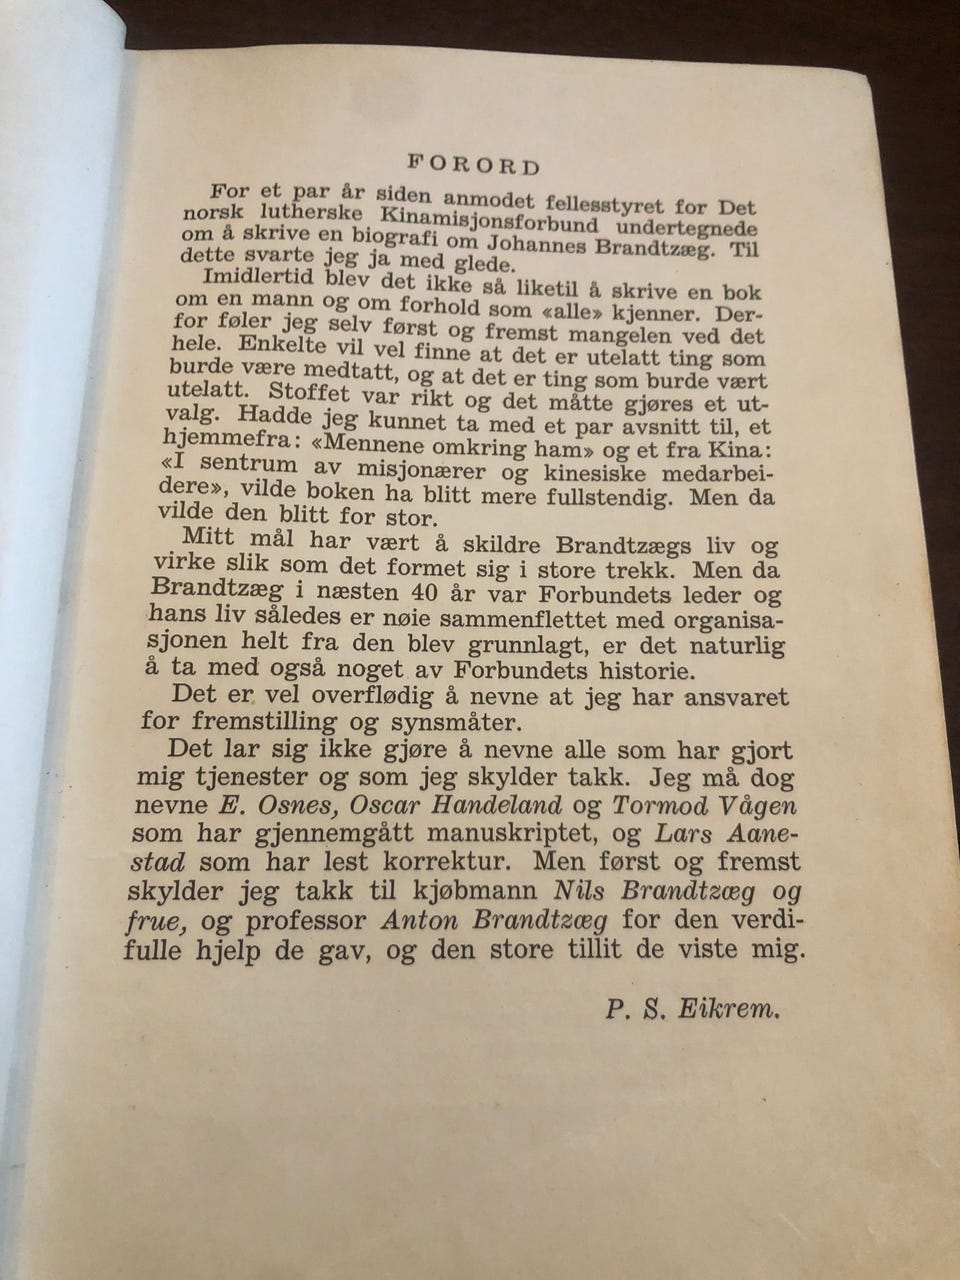 FORORD
For et par år siden anmodet fellesstyret for Det
norsk lutherske Kinamisjonsforbund undertegnede
om å skrive en biografi om Johannes Brandtzæg. Til
dette svarte jeg ja med glede.
Imidlertid blev det ikke så liketil å skrive en bok
om en mann og om forhold som «alle» kjenner. Der-
for føler jeg selv først og fremst mangelen ved det
hele. Enkelte vil vel finne at det er utelatt ting som
burde være medtatt, og at det er ting som burde vært
utelatt. Stoffet var rikt og det måtte gjøres et ut-
valg. Hadde jeg kunnet ta med et par avsnitt til, et
hjemmefra: «Mennene omkring ham» og et fra Kina:
«I sentrum av misjonærer og kinesiske medarbei-
dere», vilde boken ha blitt mere fullstendig. Men da
vilde den blitt for stor.
Mitt mål har vært å skildre Brandtzægs liv og
virke slik som det formet sig i store trekk. Men da
Brandtzæg i næsten 40 år var Forbundets leder og
hans liv således er nøie sammenflettet med organisa-
sjonen helt fra den blev grunnlagt, er det naturlig
å ta med også noget av Forbundets historie.
Det er vel overflødig å nevne at jeg har ansvaret
for fremstilling og synsmåter.
Det lar sig ikke gjøre å nevne alle som har gjort
mig tjenester og som jeg skylder takk. Jeg må dog
nevne E. Osnes, Oscar Handeland og Tormod Vågen
som har gjennemgått manuskriptet, og Lars Aane-
stad som har lest korrektur. Men først og fremst
skylder jeg takk til kjøbmann Nils Brandtzæg og
frue, og professor Anton Brandtzæg for den verdi-
fulle hjelp de gav, og den store tillit de viste mig.
P. S. Eikrem.